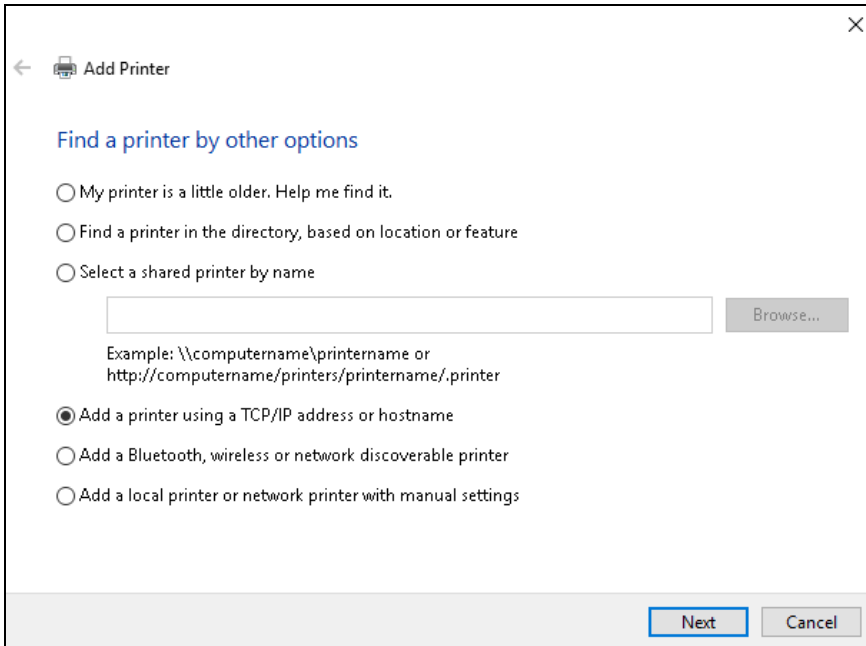 Add Printer
Find a printer by other options
My printer is a little older. Help me find it.
Find a printer in the directory, based on location or feature
Select a shared printer by name
Browse...
Example: \\computername\printername or
http://computername/printers/printername/.printer
Add a printer using a TCP/IP address or hostname
Add a Bluetooth, wireless or network discoverable printer
Add a local printer or network printer with manual settings
Next Cancel